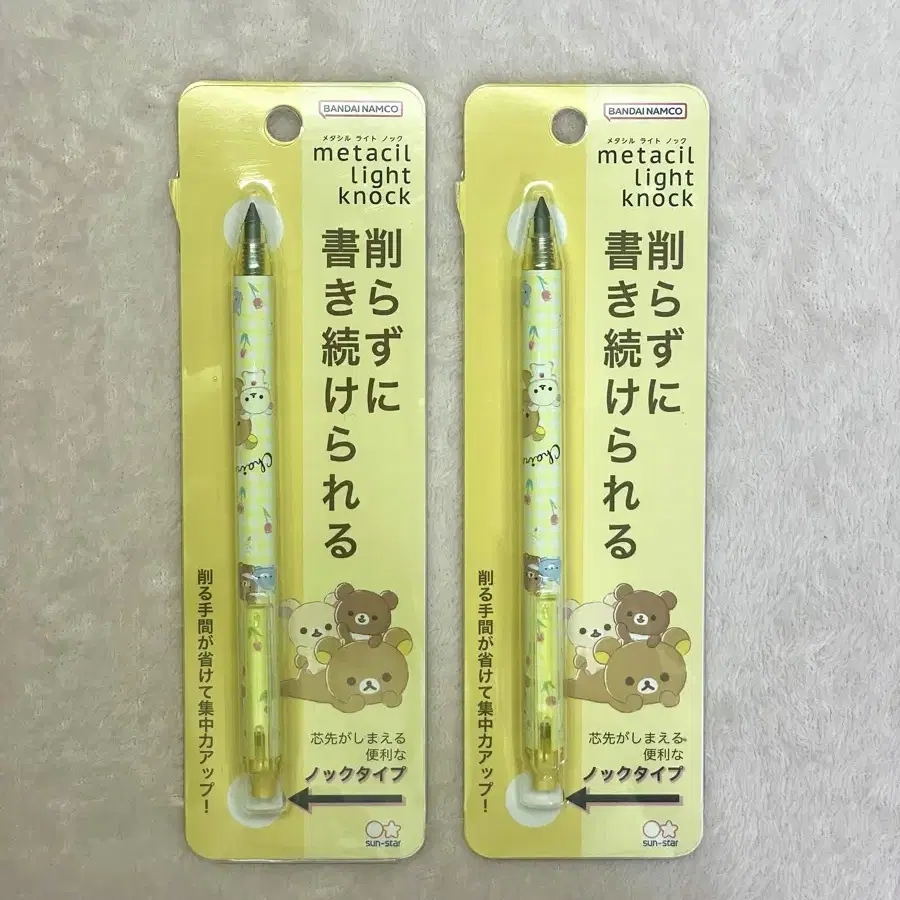 BANDAI NAMCO
メタシル ライト ノック
metacil
light
knock
削らずに
書き続けられる
Chair
削る手間が省けて集中力アップ！
芯先がしまえる
便利な
ノックタイプ
sun-star
BANDAI NAMCO
メタシル ライト ノック
metacil
light
knock
削らずに
書き続けられる
Chair
削る手間が省けて集中力アップ！
芯先がしまえる
便利な
ノックタイプ
sun-star